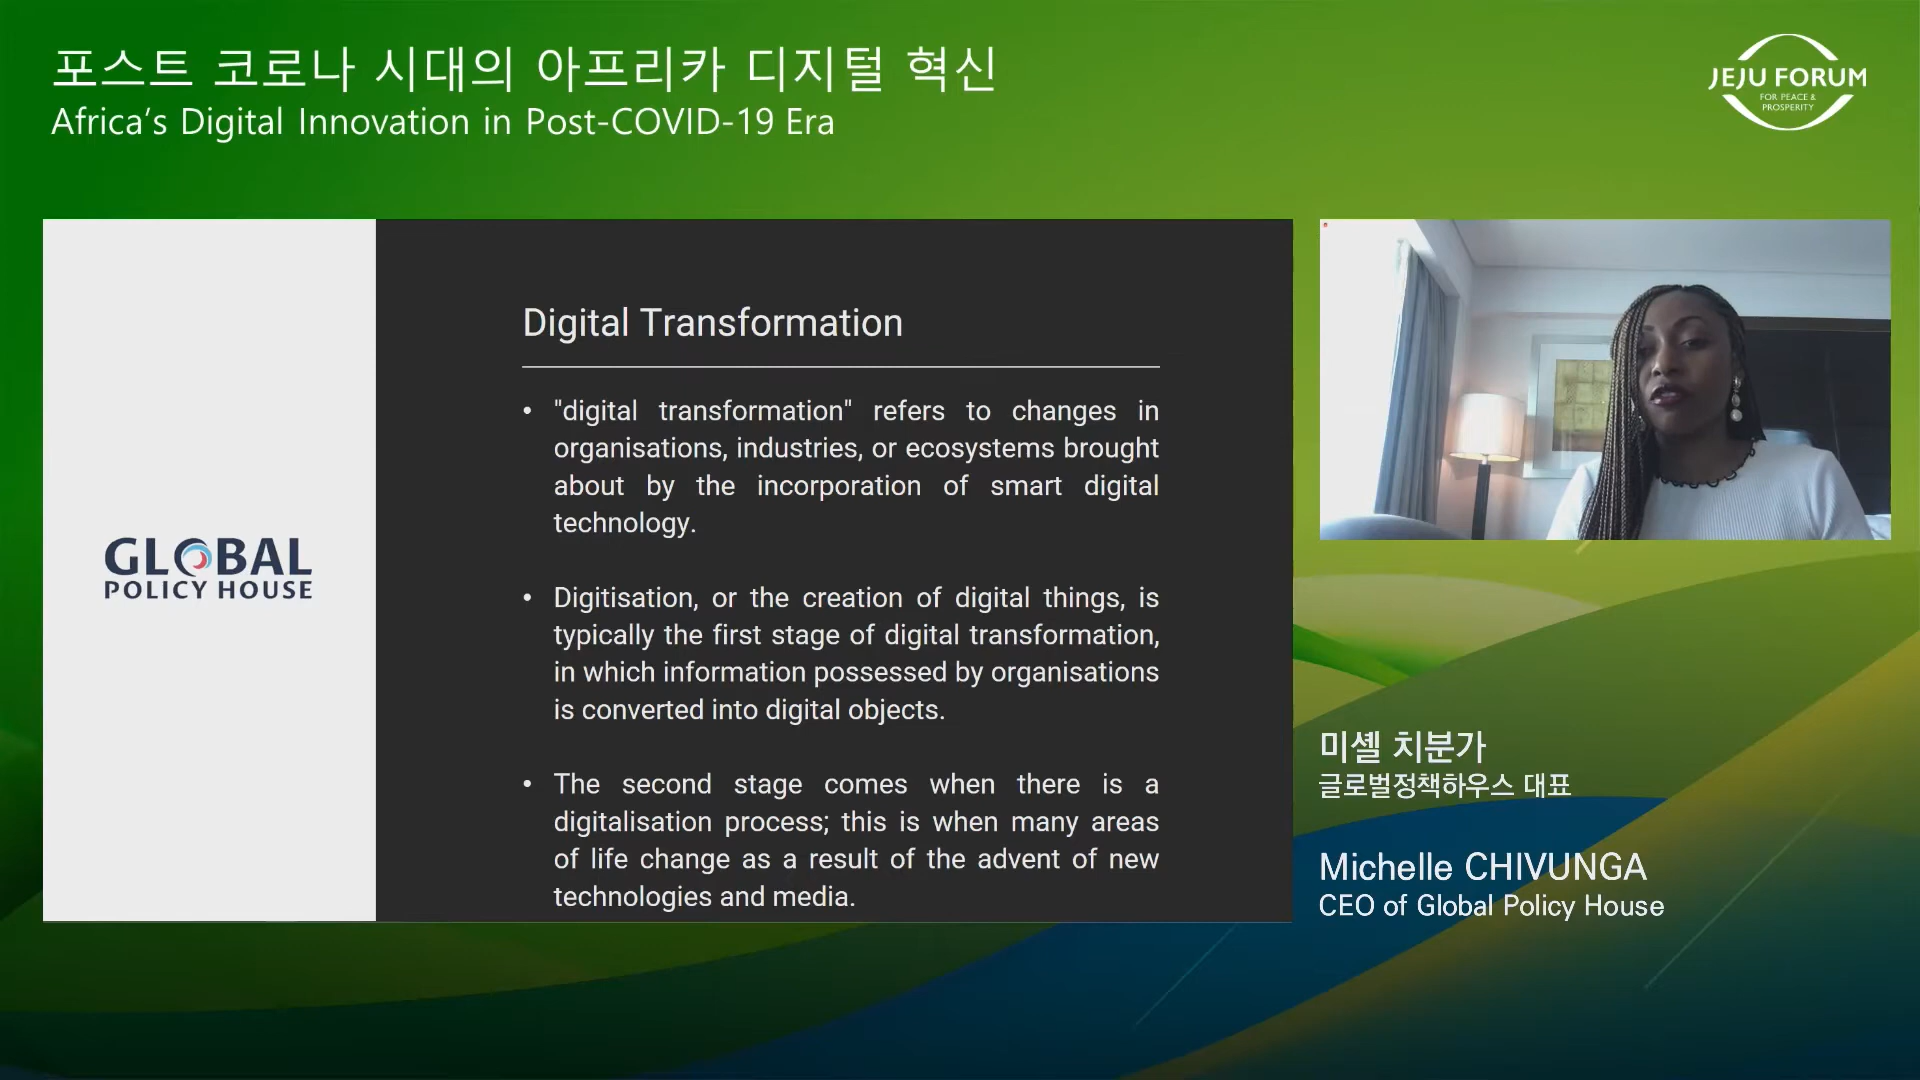 포스트 코로나 시대의 아프리카 디지털 혁신
Africa's Digital Innovation in Post-COVID-19 Era
JEJU FORUM
FOR PEACE &
PROSPERITY
GLOBAL
POLICY HOUSE
Digital Transformation
• "digital transformation" refers to changes in
organisations, industries, or ecosystems brought
about by the incorporation of smart digital
technology.
• Digitisation, or the creation of digital things, is
typically the first stage of digital transformation,
in which information possessed by organisations
is converted into digital objects.
• The second stage comes when there is a
digitalisation process; this is when many areas
of life change as a result of the advent of new
technologies and media.
미셸 치분가
글로벌정책하우스 대표
Michelle CHIVUNGA
CEO of Global Policy House